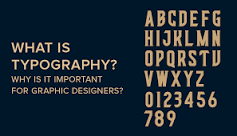 WHAT IS
TYPOGRAPHY?
WHY IS IT IMPORTANT
FOR GRAPHIC DESIGNERS?
ABCDEFG
HIJKLMN
OPQRSTU
VWXYZ
0123456
789